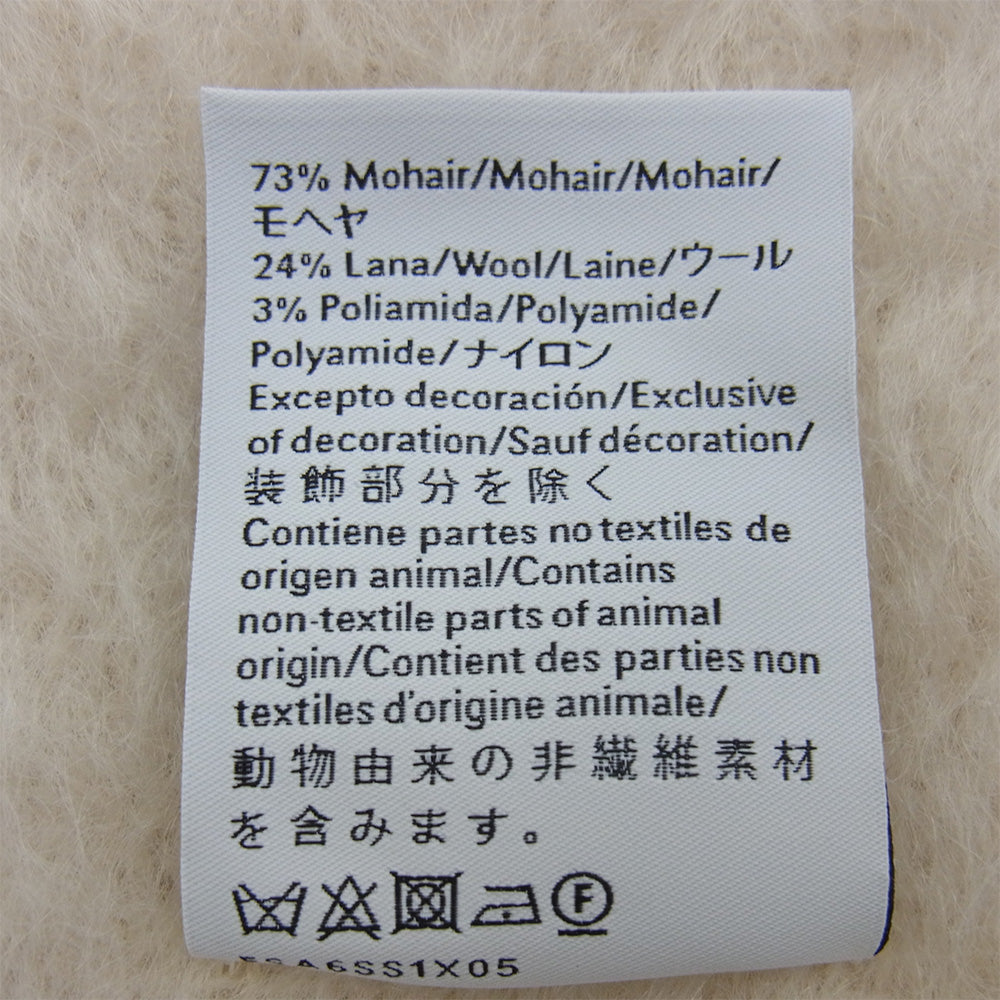 73% Mohair/Mohair/Mohair/
モヘヤ
24% Lana/Wool/Laine/ウール
3% Poliamida/Polyamide/
Polyamide/ナイロン
Excepto decoración/Exclusive
of decoration/Sauf décoration/
装飾部分を除く
Contiene partes no textiles de
origen animal/Contains
non-textile parts of animal
origin/Contient des parties non
textiles d'origine animale/
動物由来の非繊維素材
を含みます。
F